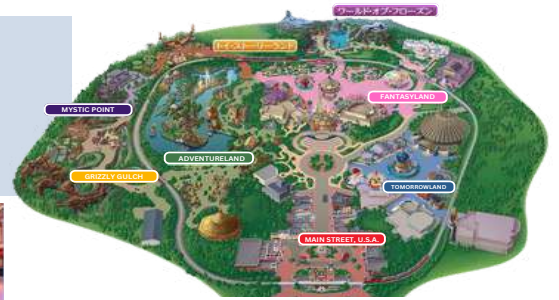 ワールド・オブ・フローズン
トイ・ストーリーランド
FANTASYLAND
MYSTIC POINT
ADVENTURELAND
GRIZZLY GULCH
TOMORROWLAND
MAIN STREET, U.S.A.